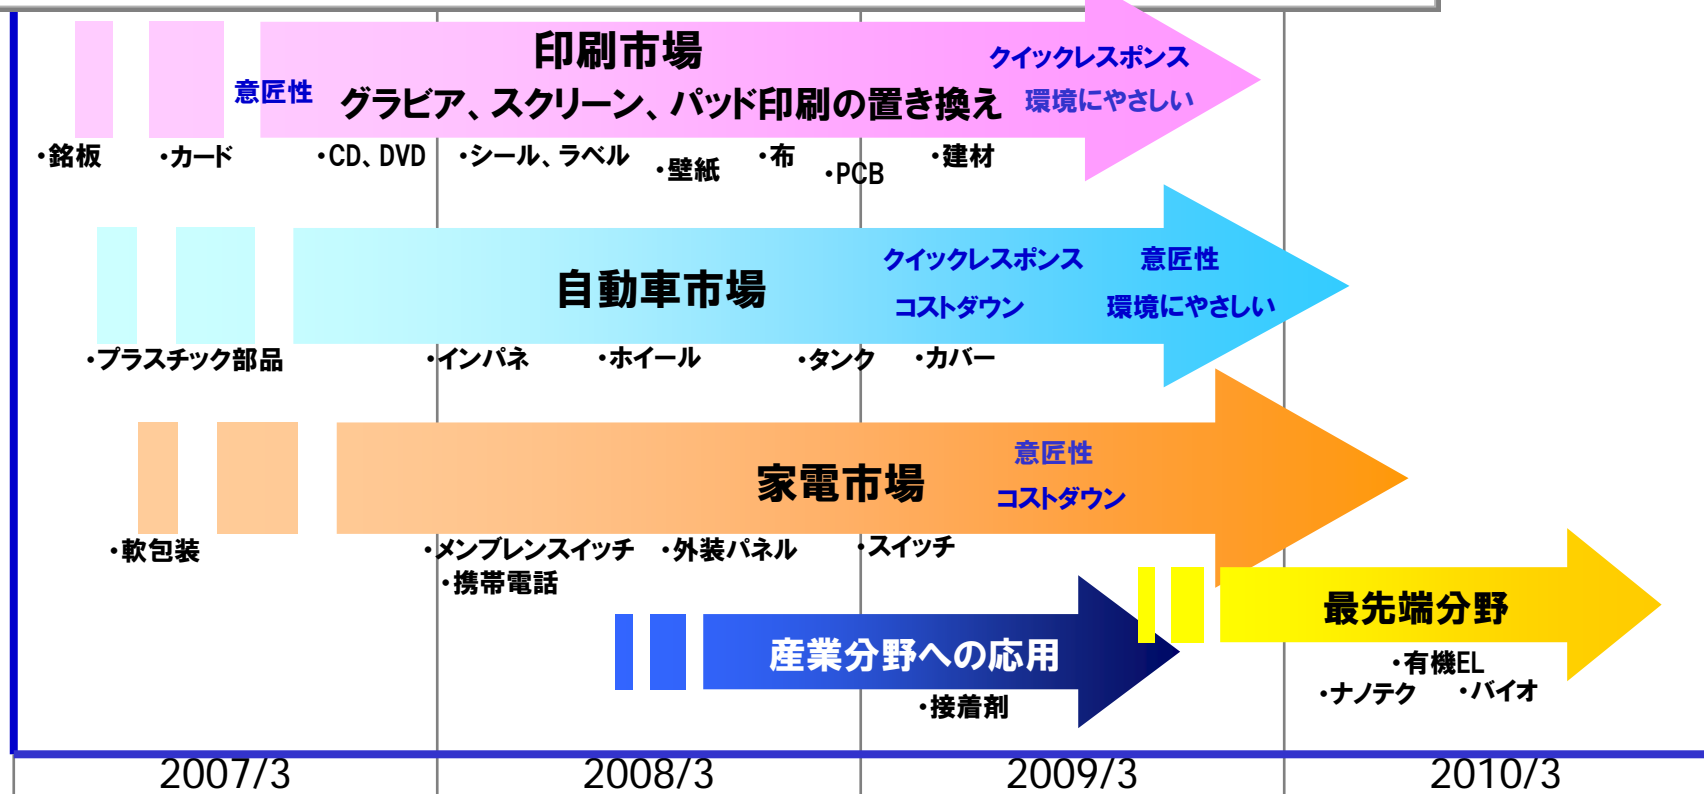 印刷市場
クイックレスポンス
意匠性
グラビア、スクリーン、パッド印刷の置き換え
環境にやさしい
・銘板
・カード
・CD、DVD
・シール、ラベル
・壁紙
・布
・PCB
・建材
クイックレスポンス
意匠性
自動車市場
コストダウン
環境にやさしい
・プラスチック部品
・インパネ
・ホイール
・タンク
・カバー
意匠性
家電市場
コストダウン
・軟包装
・メンブレンスイッチ
・外装パネル
・スイッチ
・携帯電話
最先端分野
産業分野への応用
・有機EL
・ナノテク
・バイオ
・接着剤
2007/3
2008/3
2009/3
2010/3